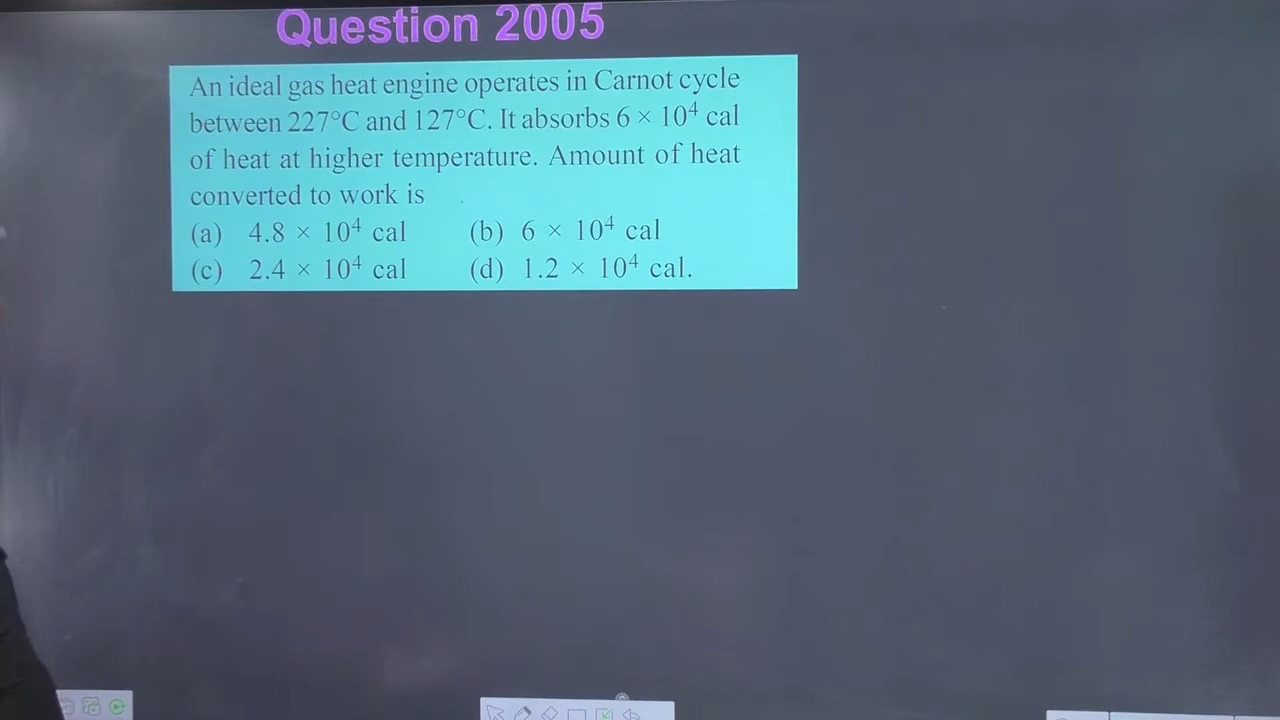 Question 2005
An ideal gas heat engine operates in Carnot cycle
between 227°C and 127°C. It absorbs 6 × 10⁴ cal
of heat at higher temperature. Amount of heat
converted to work is
(a) 4.8 × 10⁴ cal (b) 6 × 10⁴ cal
(c) 2.4 × 10⁴ cal (d) 1.2 × 10⁴ cal.